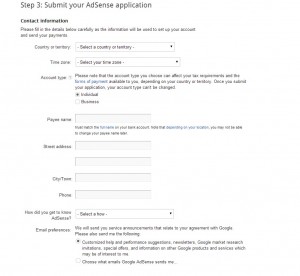 Step 3: Submit your AdSense application
Contact Information
Please fill in the details below carefully as the information will be used to set up your account
and send your payments
Country or territory: - Select a country or territory -
Time zone: - Select your time zone -
Account type: Please note that the account type you choose can affect your tax requirements and the
forms of payment available to you, depending on your country or territory. Once you submit
your application, your account type can't be changed.
Individual
Business
Payee name
Must match the full name on your bank account. Note that depending on your location, you may not be able
to change your payee name later.
Street address
City/Town
Phone
How did you get to know - Select a how -
AdSense?
Email preferences: We will send you service announcements that relate to your agreement with Google.
Please also send me the following:
Customized help and performance suggestions, newsletters, Google market research
invitations, special offers, and information on other Google products and services which
may be of interest to me.
Choose what emails Google AdSense sends me...